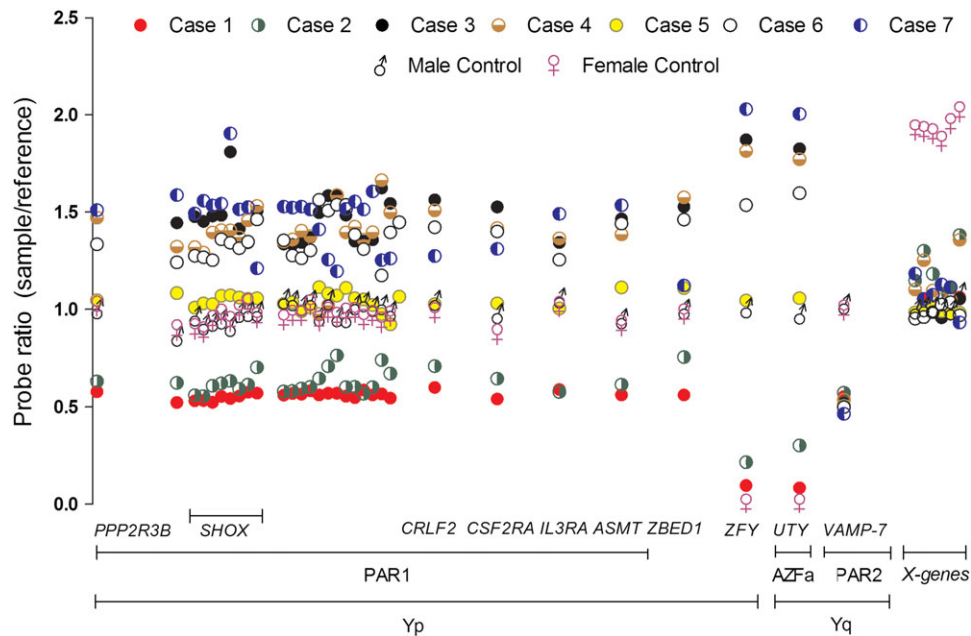 Case 1 Case 2 Case 3 Case 4 Case 5 Case 6 Case 7
Male Control Female Control
Probe ratio (sample/reference)
2.5
2.0
1.5
1.0
0.5
0.0
PPP2R3B SHOX CRLF2 CSF2RA IL3RA ASMT ZBED1 ZFY UTY VAMP-7
PAR1 AZFa PAR2 X-genes
Yp Yq